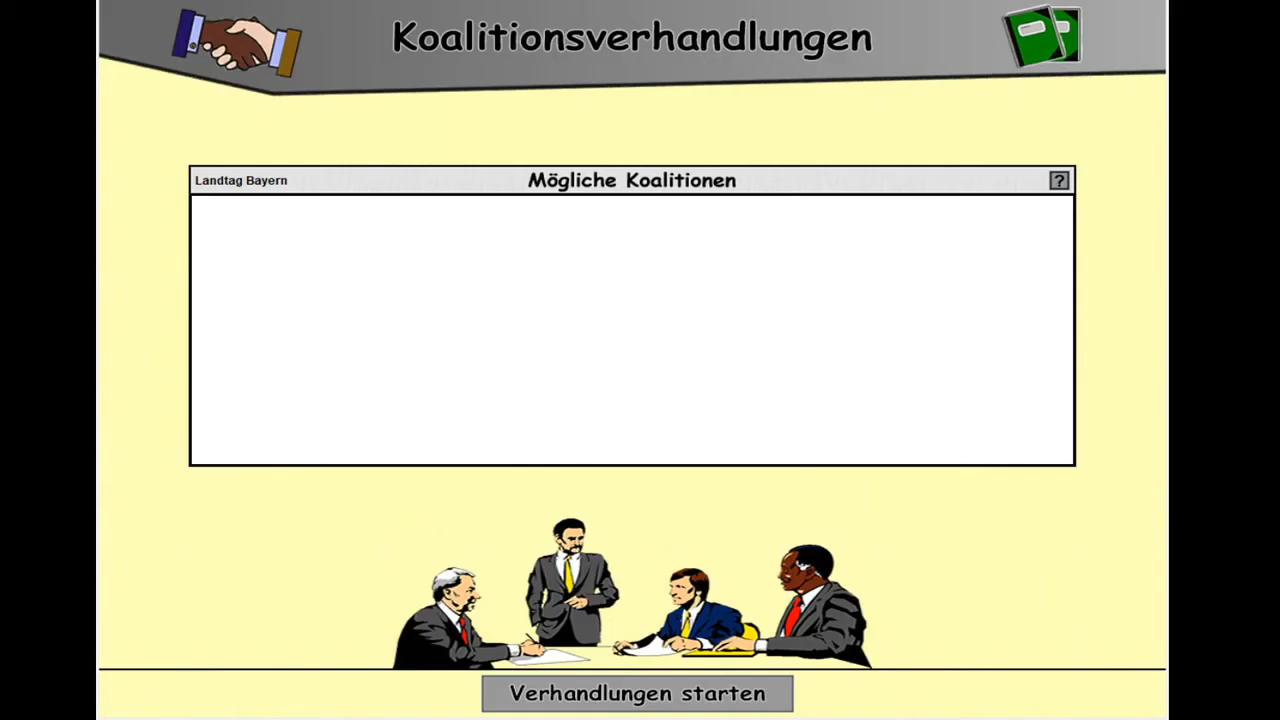 Koalitionsverhandlungen
Landtag Bayern
Mögliche Koalitionen
?
Verhandlungen starten